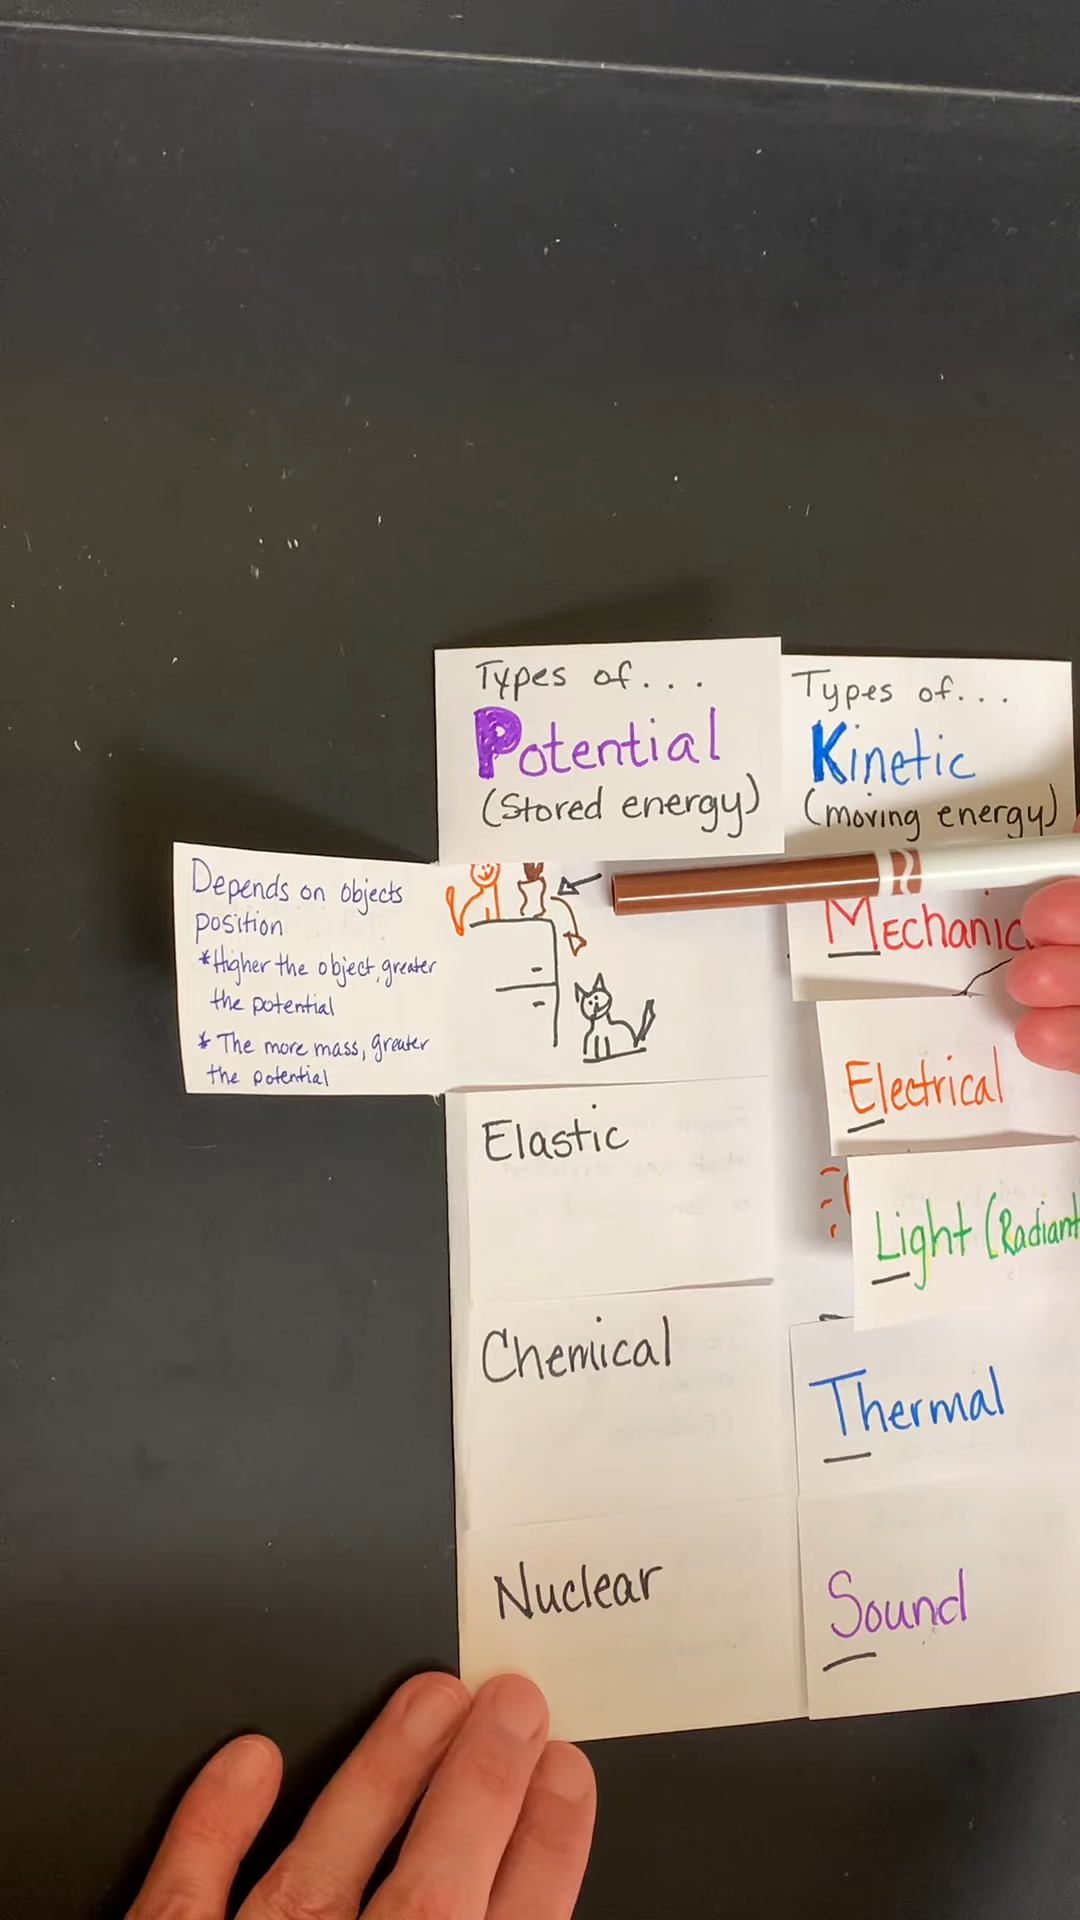 Types of...
Potential
(Stored energy)
Depends on objects
position
*Higher the object, greater
the potential
* The more mass, greater
the potential
Elastic
Chemical
Nuclear
Types of...
Kinetic
(moving energy)
Mechanic
Electrical
Light (Radiant
Thermal
Sound